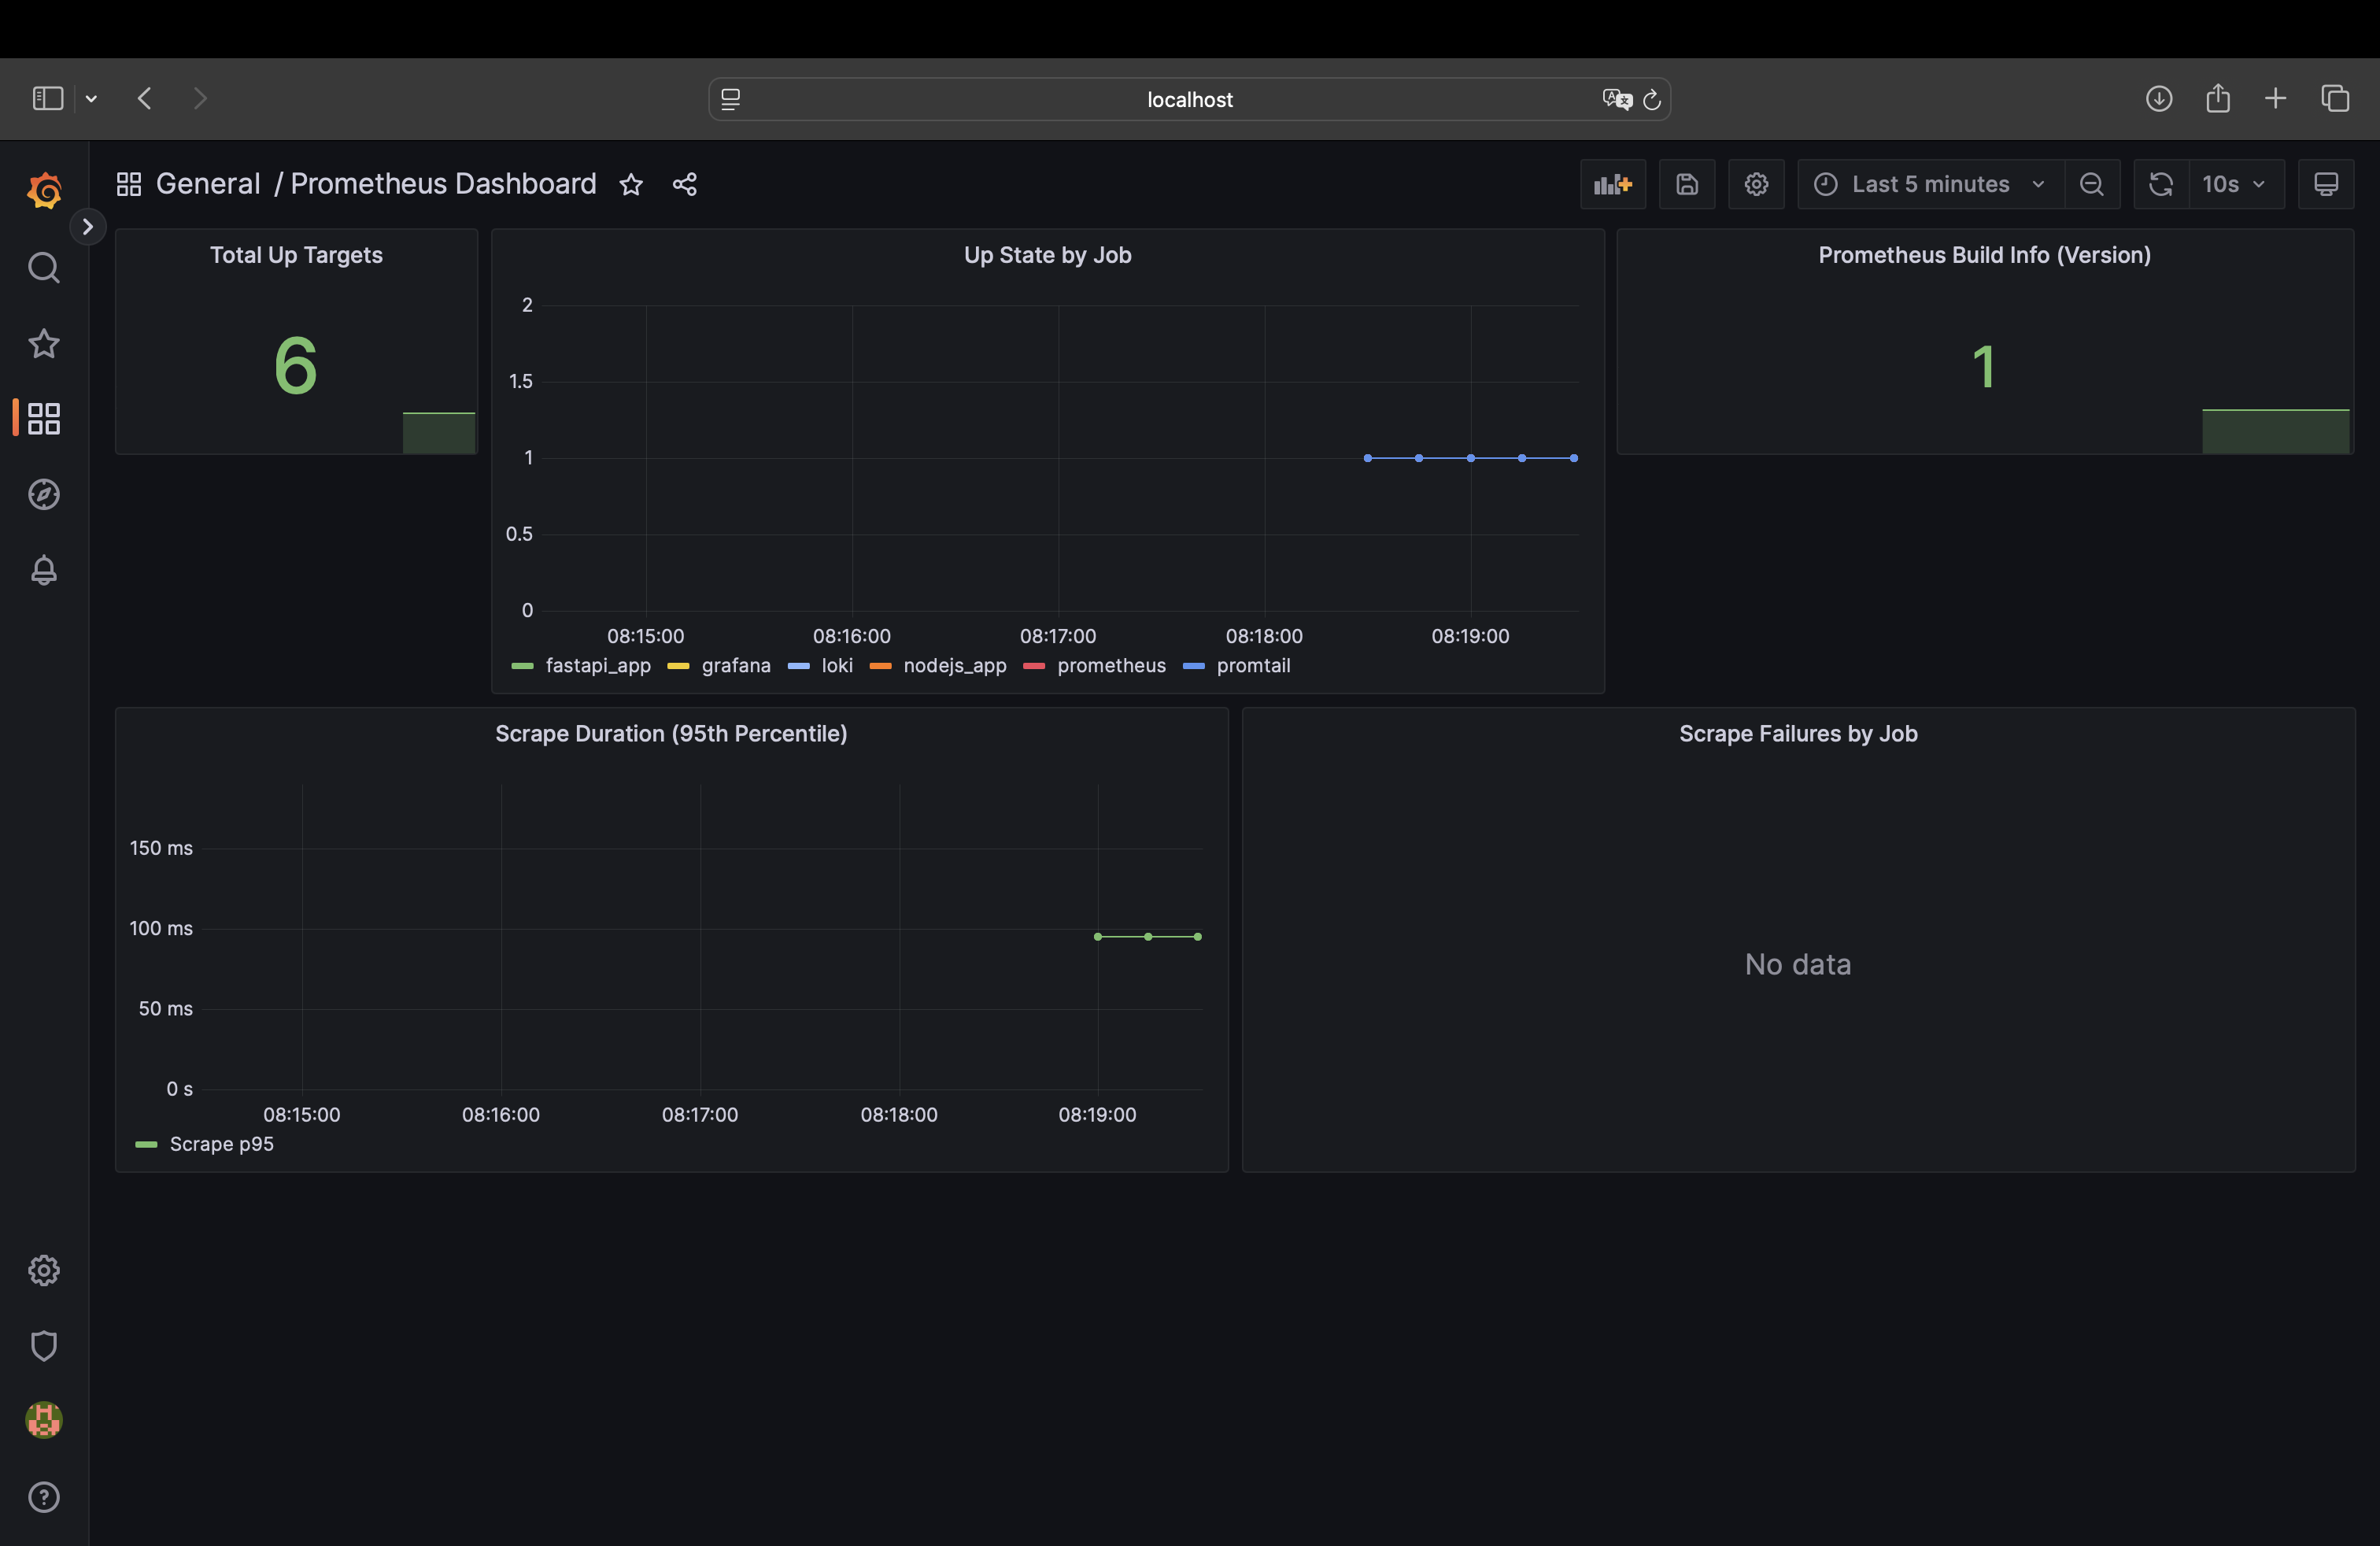 localhost
General / Prometheus Dashboard
Last 5 minutes
10s
Total Up Targets
6
Up State by Job
2
1.5
1
0.5
0
08:15:00 08:16:00 08:17:00 08:18:00 08:19:00
fastapi_app grafana loki nodejs_app prometheus promtail
Prometheus Build Info (Version)
1
Scrape Duration (95th Percentile)
150 ms
100 ms
50 ms
0 s
08:15:00 08:16:00 08:17:00 08:18:00 08:19:00
Scrape p95
Scrape Failures by Job
No data